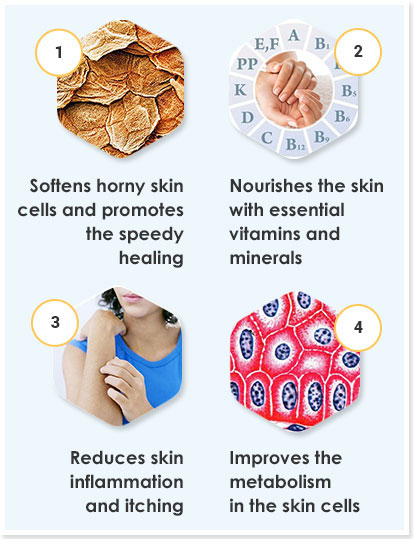 1
Softens horny skin
cells and promotes
the speedy
healing
2
E,F
A
B1
PP
K
B5
D
B6
C
B12
B9
Nourishes the skin
with essential
vitamins and
minerals
3
Reduces skin
inflammation
and itching
4
Improves the
metabolism
in the skin cells